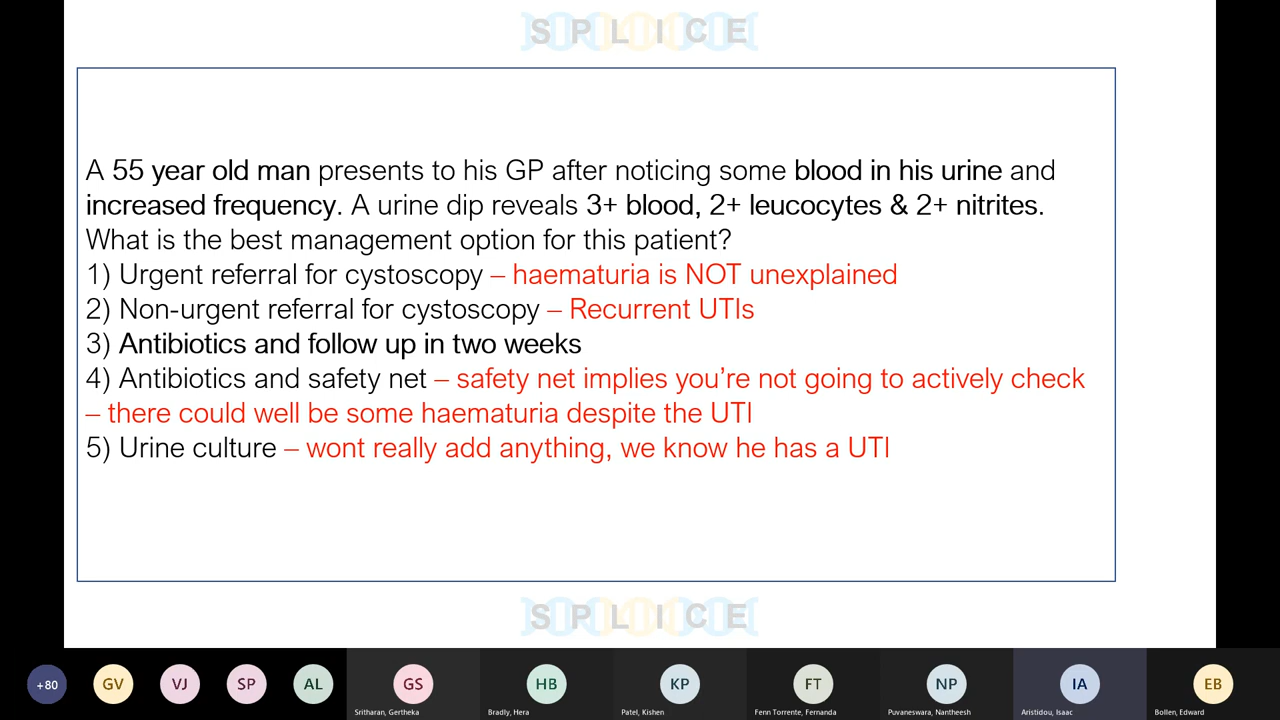 S P L I C E
A 55 year old man presents to his GP after noticing some blood in his urine and
increased frequency. A urine dip reveals 3+ blood, 2+ leucocytes & 2+ nitrites.
What is the best management option for this patient?
1) Urgent referral for cystoscopy – haematuria is NOT unexplained
2) Non-urgent referral for cystoscopy – Recurrent UTIs
3) Antibiotics and follow up in two weeks
4) Antibiotics and safety net – safety net implies you’re not going to actively check
– there could well be some haematuria despite the UTI
5) Urine culture – wont really add anything, we know he has a UTI
S P L I C E
+80 GV VJ SP AL GS HB KP FT NP IA EB
Sritharan, Gertheka Bradly, Hera Patel, Kishen Fenn Torrente, Fernanda Puvaneswara, Nantheesh Aristidou, Isaac Bollen, Edward